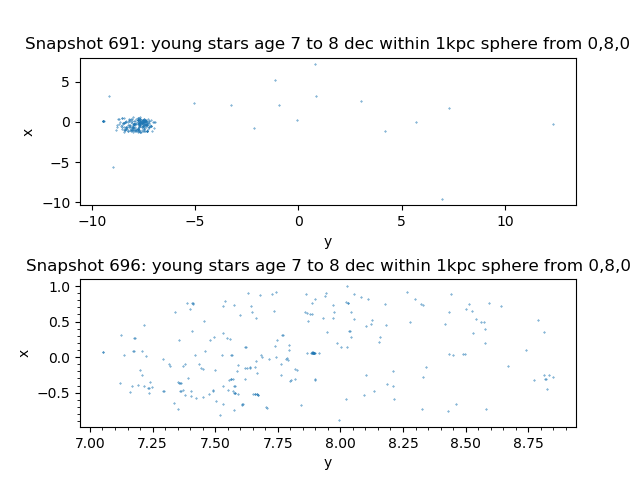 Snapshot 691: young stars age 7 to 8 dec within 1kpc sphere from 0,8,0
5
0
−5
−10
x
−10 −5 0 5 10
y
Snapshot 696: young stars age 7 to 8 dec within 1kpc sphere from 0,8,0
1.0
0.5
0.0
−0.5
x
7.00 7.25 7.50 7.75 8.00 8.25 8.50 8.75
y